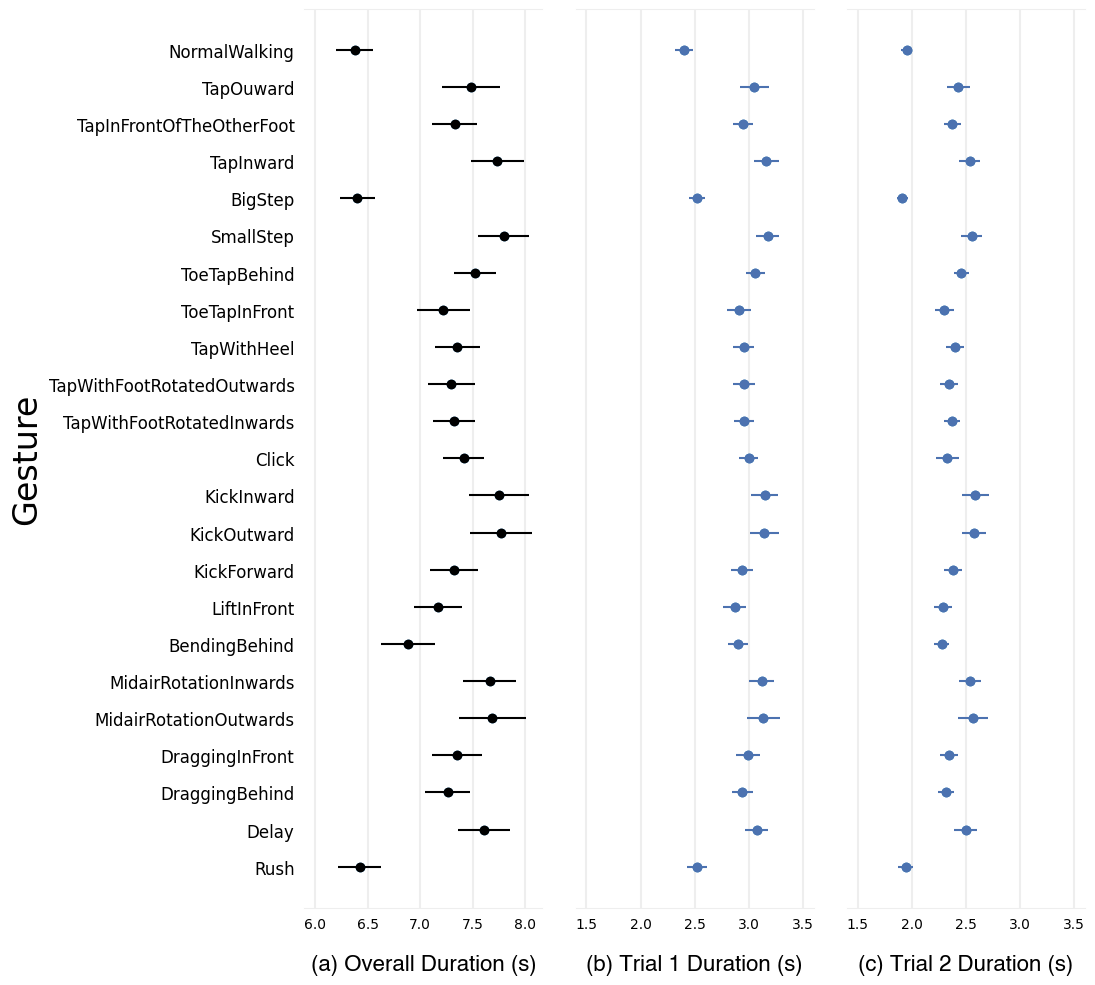 Gesture
NormalWalking
TapOuward
TapInFrontOfTheOtherFoot
TapInward
BigStep
SmallStep
ToeTapBehind
ToeTapInFront
TapWithHeel
TapWithFootRotatedOutwards
TapWithFootRotatedInwards
Click
KickInward
KickOutward
KickForward
LiftInFront
BendingBehind
MidairRotationInwards
MidairRotationOutwards
DraggingInFront
DraggingBehind
Delay
Rush
6.0 6.5 7.0 7.5 8.0
(a) Overall Duration (s)
1.5 2.0 2.5 3.0 3.5
(b) Trial 1 Duration (s)
1.5 2.0 2.5 3.0 3.5
(c) Trial 2 Duration (s)